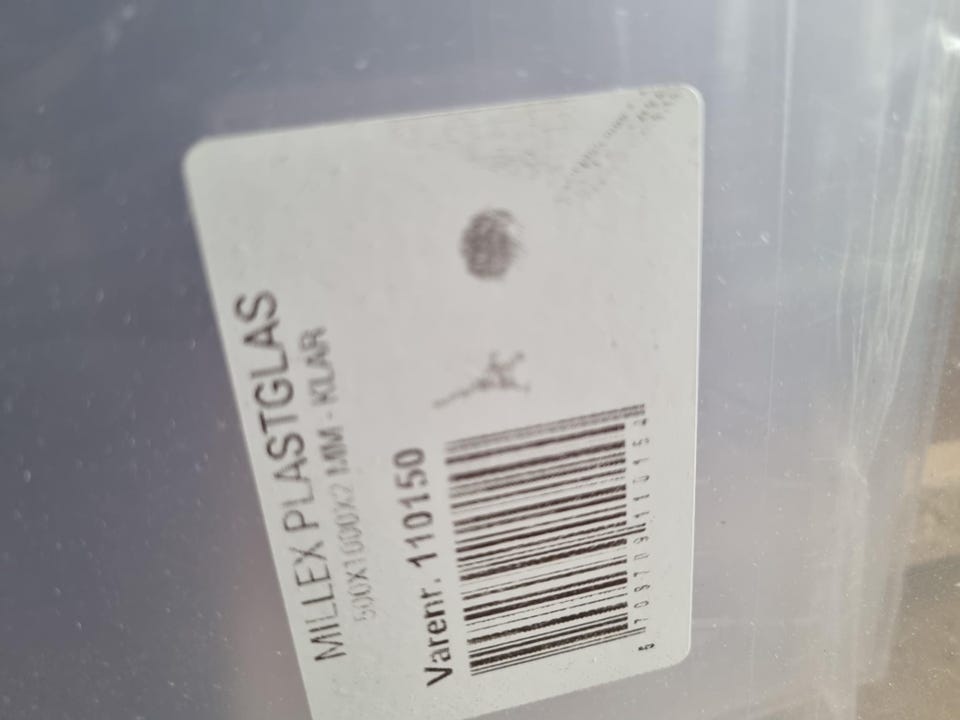 MILLEX PLASTGLAS
500X1000X2 MM - KLAR
Varenr. 110150